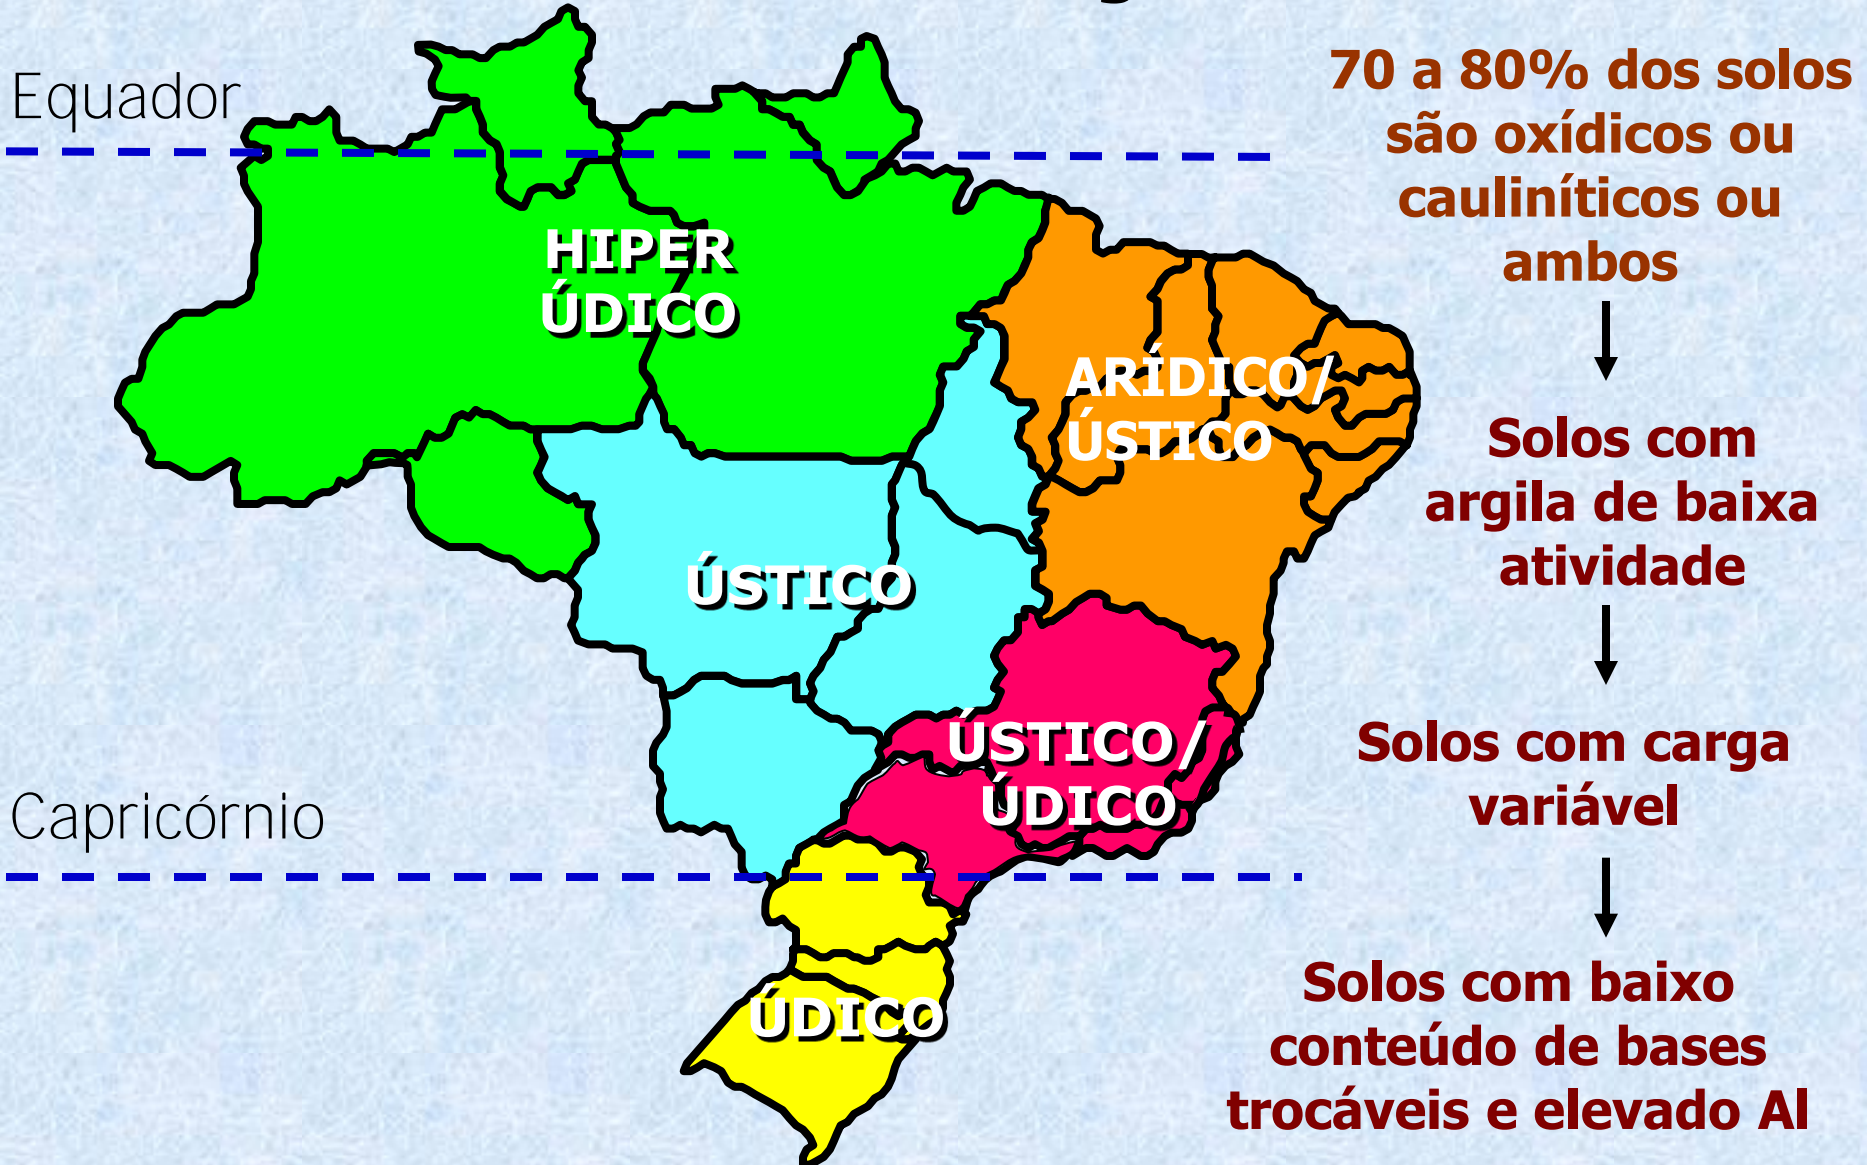 Equador
HIPER
ÚDICO
ARÍDICO/
ÚSTICO
ÚSTICO
ÚSTICO/
ÚDICO
Capricórnio
ÚDICO
70 a 80% dos solos
são oxídicos ou
cauliníticos ou
ambos
Solos com
argila de baixa
atividade
Solos com carga
variável
Solos com baixo
conteúdo de bases
trocáveis e elevado Al